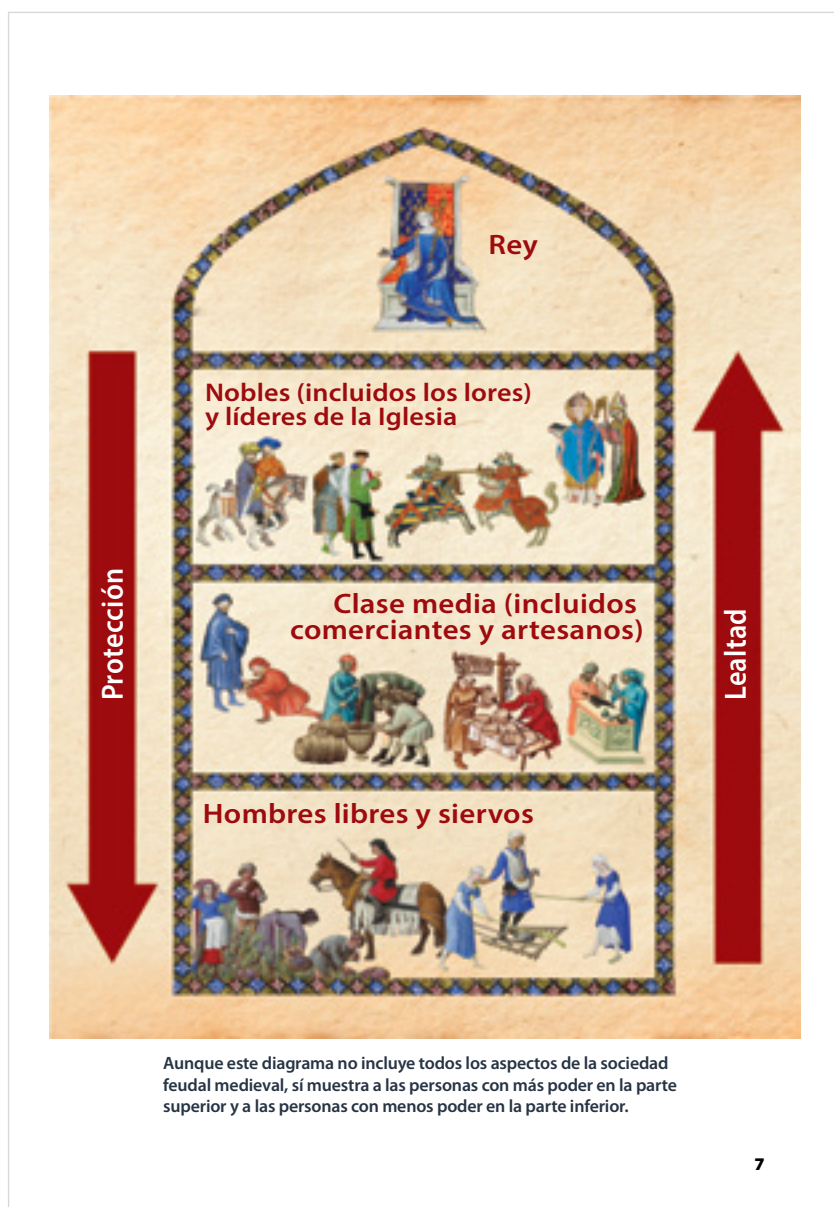 Rey
Nobles (incluidos los lores)
y líderes de la Iglesia
Protección
Clase media (incluidos
comerciantes y artesanos)
Lealtad
Hombres libres y siervos
Aunque este diagrama no incluye todos los aspectos de la sociedad
feudal medieval, sí muestra a las personas con más poder en la parte
superior y a las personas con menos poder en la parte inferior.
7